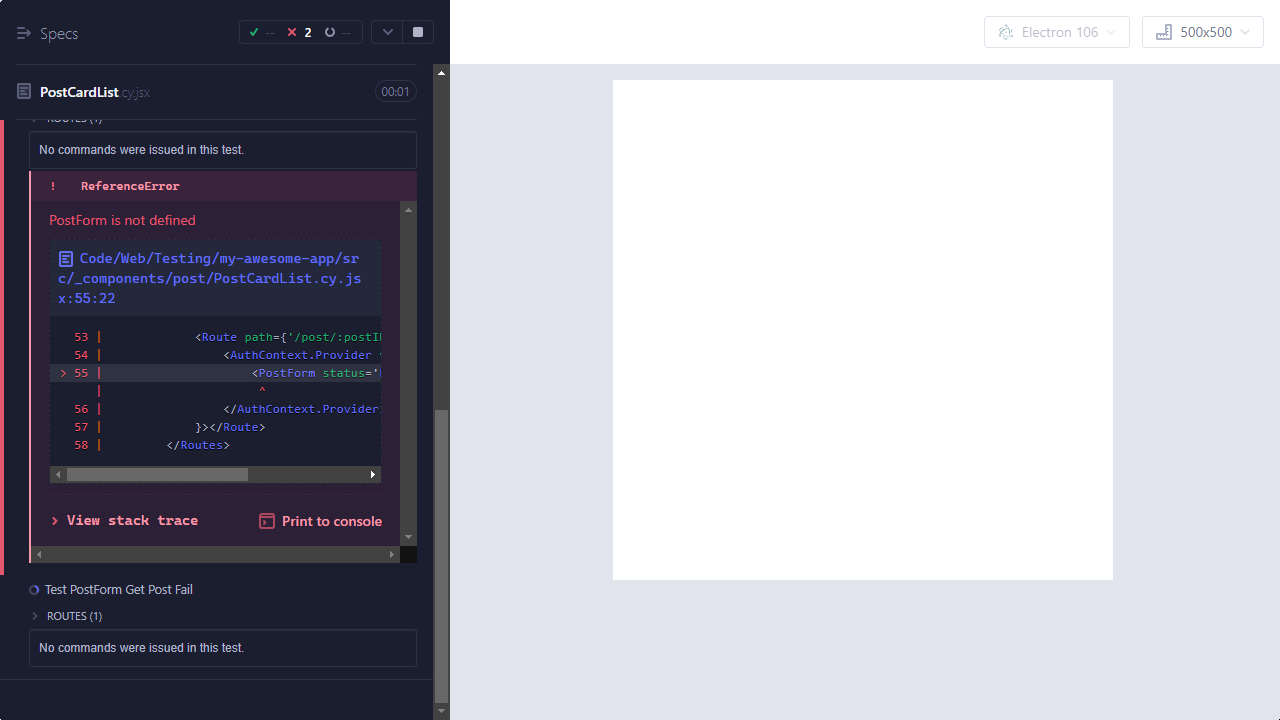 Specs
-- 2 --
Electron 106
500x500
PostCardList.cy.jsx
00:01
ROUTES (1)
No commands were issued in this test.
! ReferenceError
PostForm is not defined
Code/Web/Testing/my-awesome-app/sr
c/_components/post/PostCardList.cy.js
x:55:22
53 | <Route path={'/post/:postI
54 | <AuthContext.Provider
> 55 | <PostForm status='
| ^
56 | </AuthContext.Provider
57 | }></Route>
58 | </Routes>
> View stack trace
Print to console
Test PostForm Get Post Fail
ROUTES (1)
No commands were issued in this test.